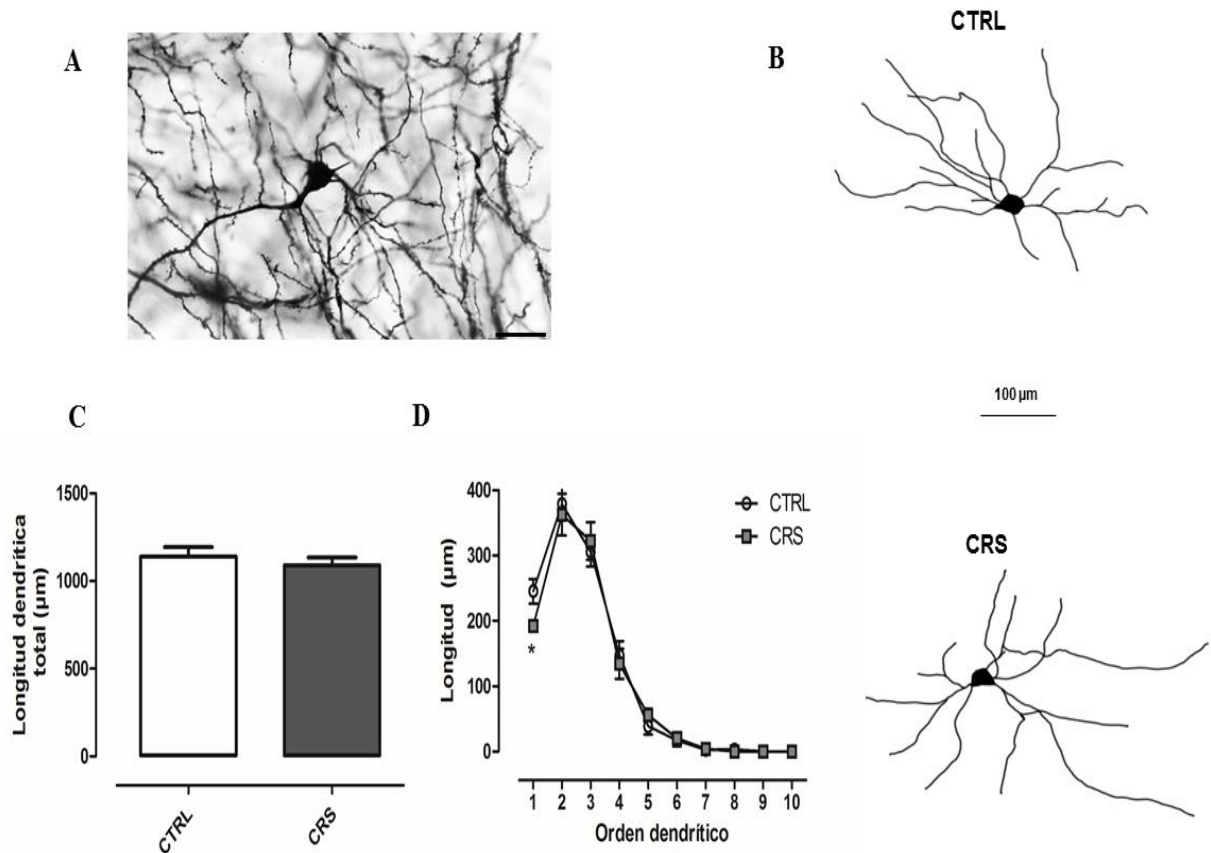 A
B
CTRL
100 µm
CRS
C
Longitud dendrítica
total (µm)
1500
1000
500
0
CTRL
CRS
D
Longitud (µm)
400
300
200
100
0
CTRL
CRS
*
1 2 3 4 5 6 7 8 9 10
Orden dendrítico